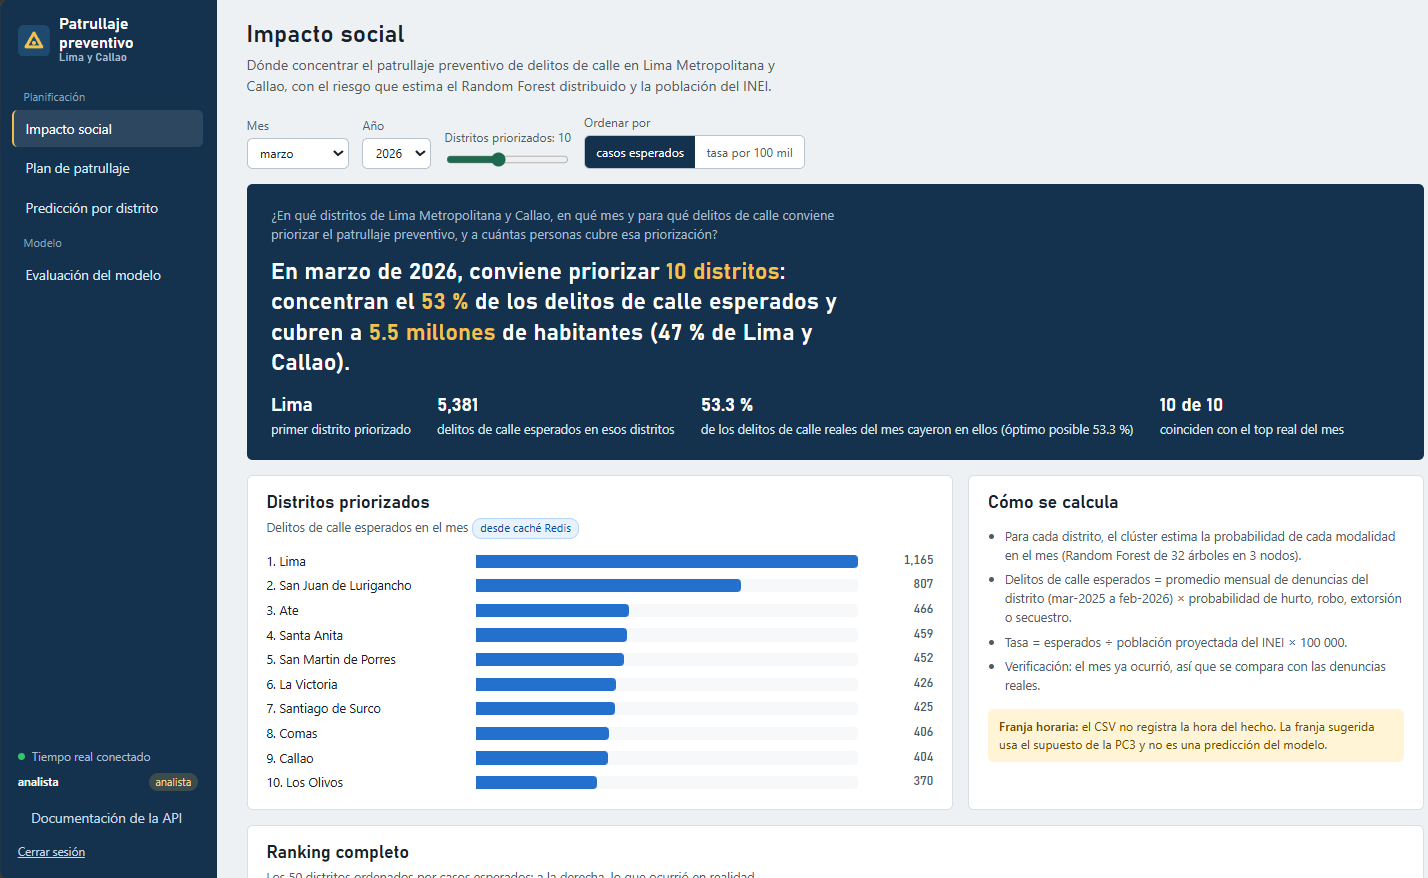 Patrullaje
preventivo
Lima y Callao
Planificación
Impacto social
Plan de patrullaje
Predicción por distrito
Modelo
Evaluación del modelo
Tiempo real conectado
analista analista
Documentación de la API
Cerrar sesión
Impacto social
Dónde concentrar el patrullaje preventivo de delitos de calle en Lima Metropolitana y
Callao, con el riesgo que estima el Random Forest distribuido y la población del INEI.
Mes
marzo
Año
2026
Distritos priorizados: 10
Ordenar por
casos esperados tasa por 100 mil
¿En qué distritos de Lima Metropolitana y Callao, en qué mes y para qué delitos de calle conviene
priorizar el patrullaje preventivo, y a cuántas personas cubre esa priorización?
En marzo de 2026, conviene priorizar 10 distritos:
concentran el 53 % de los delitos de calle esperados y
cubren a 5.5 millones de habitantes (47 % de Lima y
Callao).
Lima
primer distrito priorizado
5,381
delitos de calle esperados en esos distritos
53.3 %
de los delitos de calle reales del mes cayeron en ellos (óptimo posible 53.3 %)
10 de 10
coinciden con el top real del mes
Distritos priorizados
Delitos de calle esperados en el mes desde caché Redis
1. Lima 1,165
2. San Juan de Lurigancho 807
3. Ate 466
4. Santa Anita 459
5. San Martin de Porres 452
6. La Victoria 426
7. Santiago de Surco 425
8. Comas 406
9. Callao 404
10. Los Olivos 370
Cómo se calcula
• Para cada distrito, el clúster estima la probabilidad de cada modalidad
en el mes (Random Forest de 32 árboles en 3 nodos).
• Delitos de calle esperados = promedio mensual de denuncias del
distrito (mar-2025 a feb-2026) × probabilidad de hurto, robo, extorsión
o secuestro.
• Tasa = esperados ÷ población proyectada del INEI × 100 000.
• Verificación: el mes ya ocurrió, así que se compara con las denuncias
reales.
Franja horaria: el CSV no registra la hora del hecho. La franja sugerida
usa el supuesto de la PC3 y no es una predicción del modelo.
Ranking completo
Los 50 distritos ordenados por casos esperados; a la derecha, lo que ocurrió en realidad.